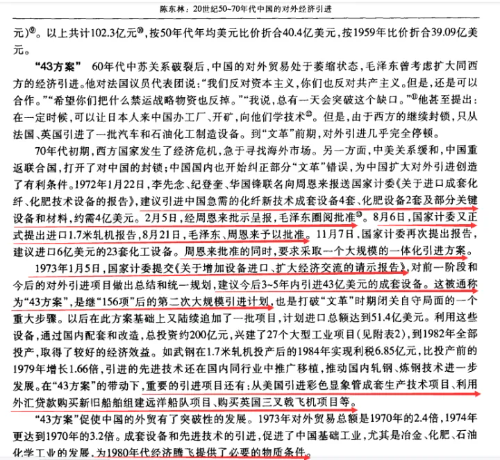 陈东林：20世纪50~70年代中国的对外经济引进
元)⑨。以上共计102.3亿元⑩，按50年代年均美元比价折合40.4亿美元，按1959年比价折合39.09亿美
元。
“43方案” 60年代中苏关系破裂后，中国的对外贸易处于萎缩状态，毛泽东曾考虑扩大同西
方的经济引进。他对法国议员代表团说：“我们反对资本主义，你们也反对共产主义。但是，还是可以
合作。”“希望你们把什么禁运战略物资也反掉。”“我说，总有一天会突破这个缺口。”①他甚至提出：
在一定时候，可以让日本人来中国办工厂、开矿，向他们学技术②。但是，由于西方的继续封锁，只从
法国、英国引进了一批汽车和石油化工制造设备。到“文革”前期，对外引进几乎完全停顿。
70年代初期，西方国家发生了经济危机，急于寻找海外市场。另一方面，中美关系缓和，中国重
返联合国，打开了对中国的封锁；中国国内也开始纠正部分“文革”错误，为中国扩大对外引进创造
了有利条件。1972年1月22日，李先念、纪登奎、华国锋联名向周恩来报送国家计委《关于进口成套化
纤、化肥技术设备的报告》，建议引进中国急需的化纤新技术成套设备4套、化肥设备2套及部分关键
设备和材料，约需4亿美元。2月5日，经周恩来批示呈报，毛泽东圈阅批准③。8月6日，国家计委又正
式提出进口1.7米轧机报告，8月21日，毛泽东、周恩来予以批准。11月7日，国家计委再次提出报告，
建议进口6亿美元的23套化工设备。周恩来批准的同时，要求采取一个大规模的一体化引进方案。
1973年1月5日，国家计委提交《关于增加设备进口、扩大经济交流的请示报告》，对前一阶段和
今后的对外引进项目做出总结和统一规划，建议今后3~5年内引进43亿美元的成套设备。这被通称
为“43方案”，是继“156项”后的第二次大规模引进计划，也是打破“文革”时期闭关自守局面的一个
重大步骤。以后在此方案基础上又陆续追加了一批项目，计划进口总额达到51.4亿美元。利用这些
设备，通过国内配套和改造，总投资约200亿元，兴建了27个大型工业项目(见附表2)，到1982年全部
投产，取得了较好的经济效益。如武钢在1.7米轧机投产后的1984年实现利税6.85亿元，比投产前的
1979年增长1.66倍，引进的先进技术还在国内同行业中推广移植，推动国内轧钢、炼钢技术进一步
发展。在“43方案”的带动下，重要的引进项目还有：从美国引进彩色显象管成套生产技术项目、利用
外汇贷款购买新旧船舶组建远洋船队项目、购买英国三叉戟飞机项目等。
“43方案”促使中国的外贸有了突破性的发展。1973年对外贸易总额是1970年的2.4倍，1974年
更达到1970年的3.2倍。成套设备和先进技术的引进，促进了中国基础工业，尤其是冶金、化肥、石油
化学工业的发展，为1980年代经济腾飞提供了必要的物质条件。